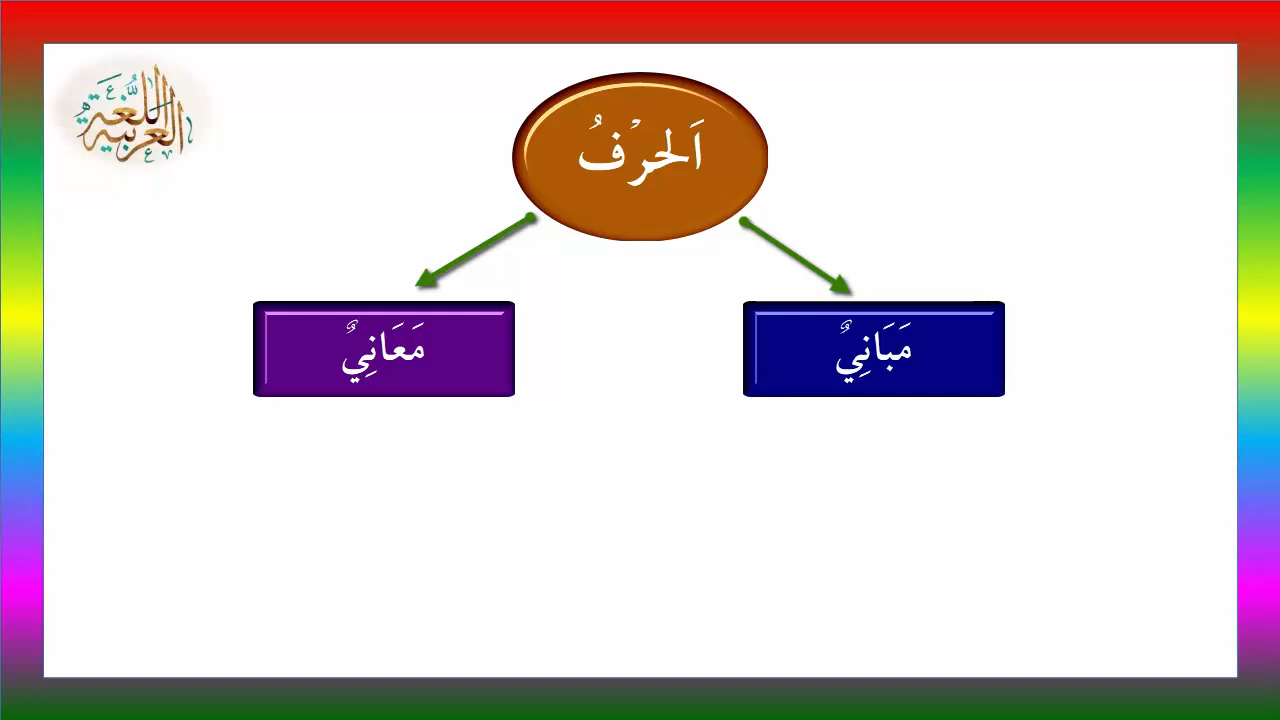 اللغة العربية
اَلحرْفُ
مَبَانِيٌ
مَعَانِيٌ